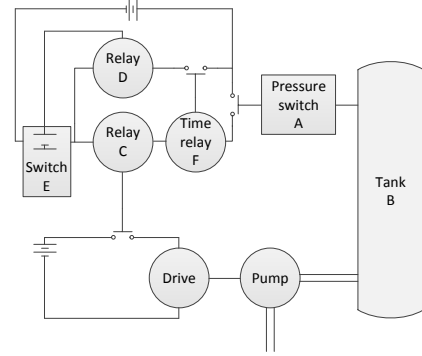 Relay
D
Pressure
switch
A
Relay
C
Time
relay
F
Switch
E
Tank
B
Drive
Pump